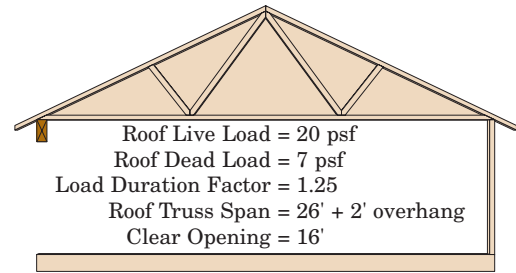 Roof Live Load = 20 psf
Roof Dead Load = 7 psf
Load Duration Factor = 1.25
Roof Truss Span = 26' + 2' overhang
Clear Opening = 16'